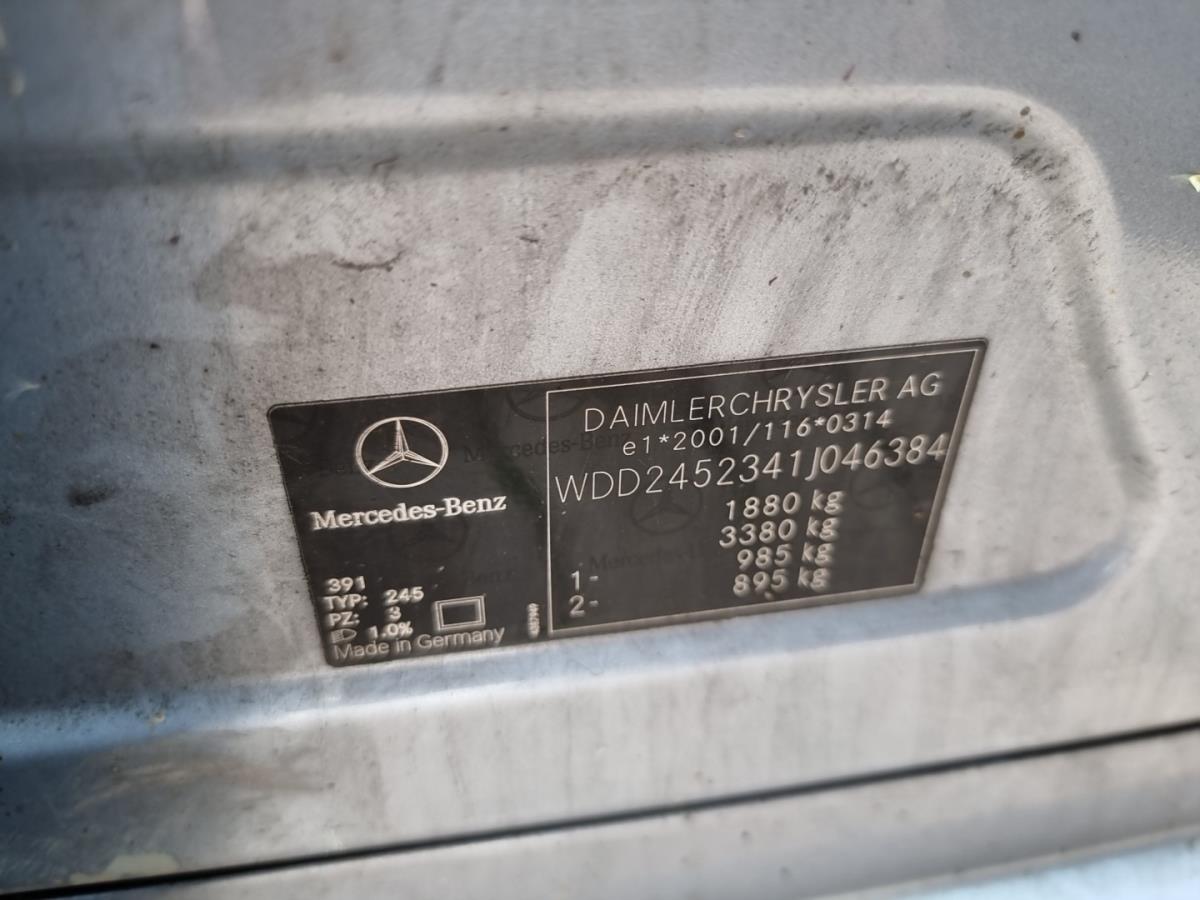 Mercedes-Benz
391
TYP: 245
PZ: 3
1.0%
Made in Germany
DAIMLERCHRYSLER AG
e1*2001/116*0314
WDD2452341J046384
1880 kg
3380 kg
1- 985 kg
2- 895 kg